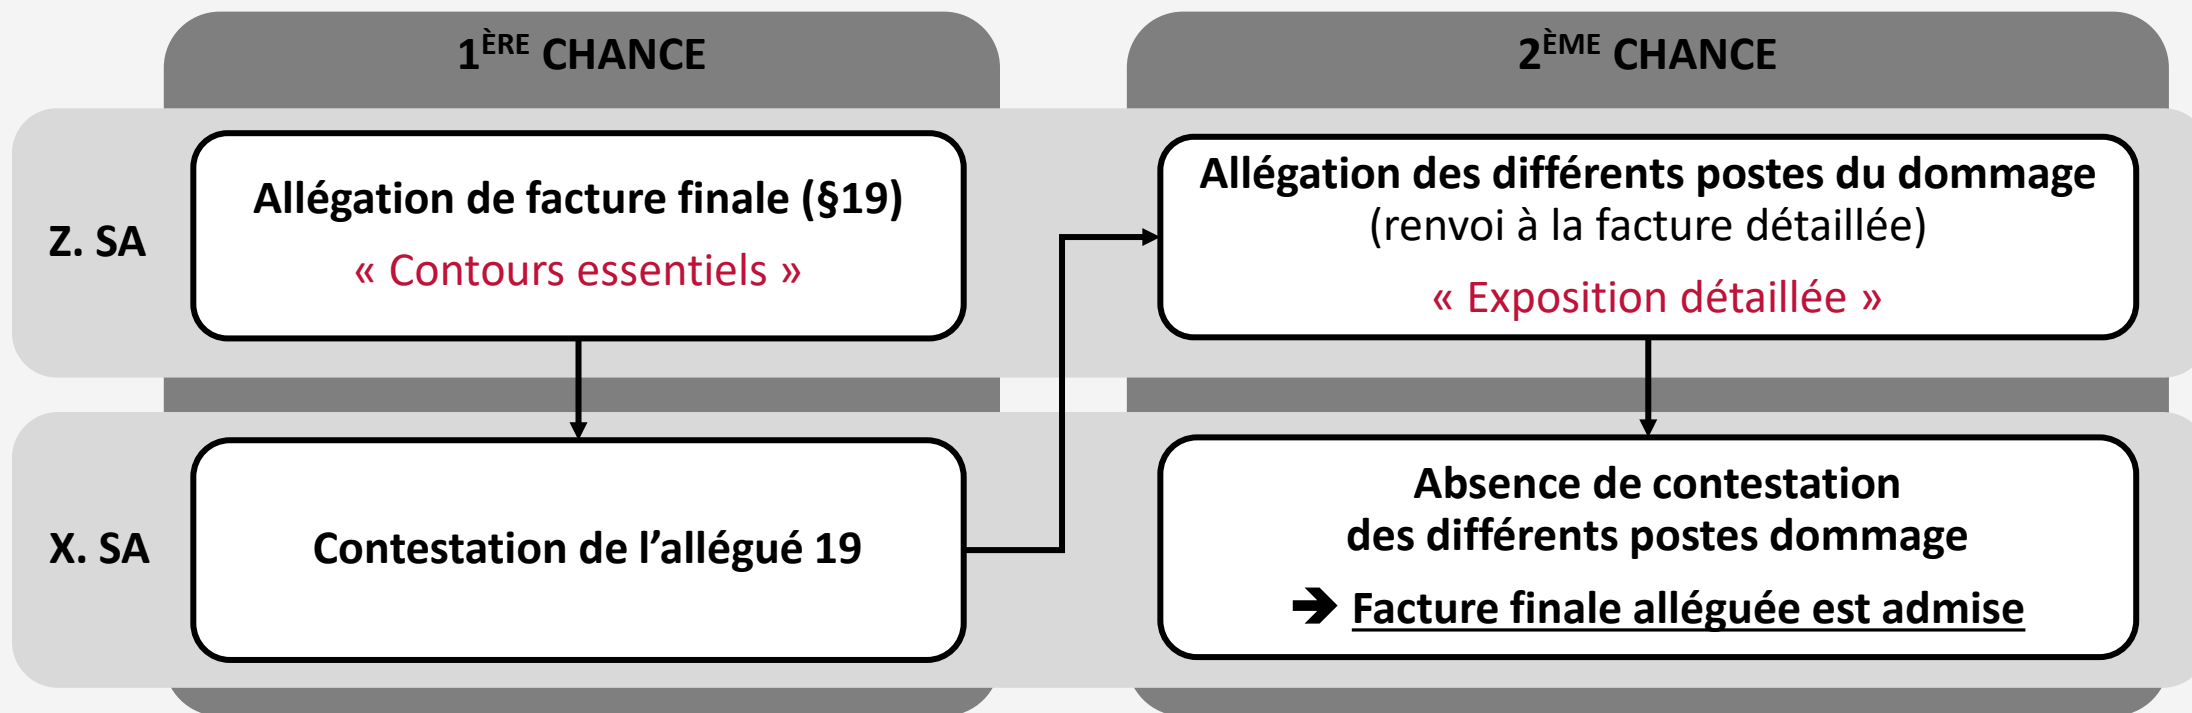 1ÈRE CHANCE
2ÈME CHANCE
Z. SA
Allégation de facture finale (§19)
« Contours essentiels »
Allégation des différents postes du dommage
(renvoi à la facture détaillée)
« Exposition détaillée »
X. SA
Contestation de l’allégué 19
Absence de contestation
des différents postes dommage
➔ Facture finale alléguée est admise